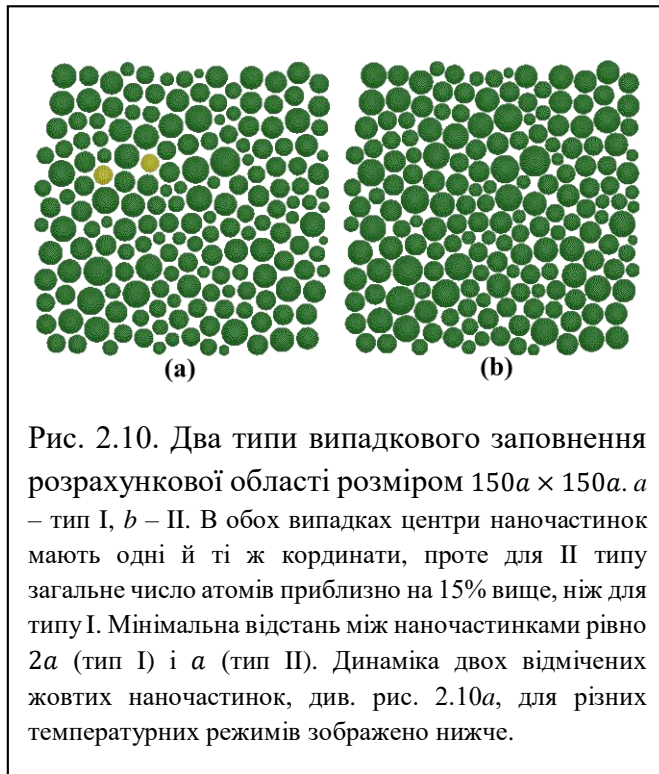 (a) (b)
Рис. 2.10. Два типи випадкового заповнення
розрахункової області розміром 150a × 150a. a
– тип I, b – II. В обох випадках центри наночастинок
мають одні й ті ж кординати, проте для II типу
загальне число атомів приблизно на 15% вище, ніж для
типу I. Мінімальна відстань між наночастинками рівно
2a (тип I) і a (тип II). Динаміка двох відмічених
жовтих наночастинок, див. рис. 2.10a, для різних
температурних режимів зображено нижче.